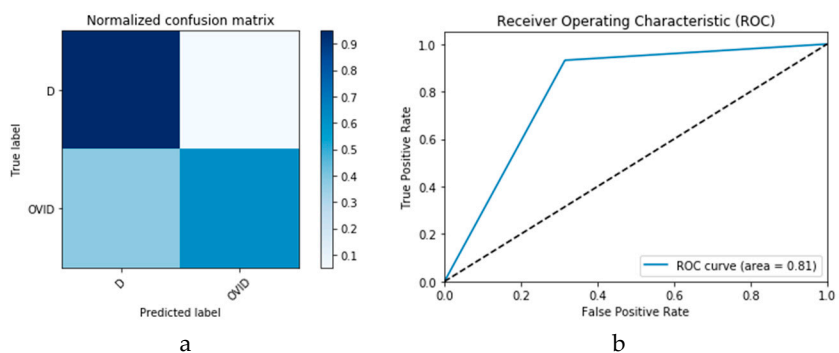 Normalized confusion matrix
True label
D
OVID
D
OVID
Predicted label
0.9
0.8
0.7
0.6
0.5
0.4
0.3
0.2
0.1
a
Receiver Operating Characteristic (ROC)
True Positive Rate
1.0
0.8
0.6
0.4
0.2
0.0
0.0 0.2 0.4 0.6 0.8 1.0
False Positive Rate
ROC curve (area = 0.81)
b